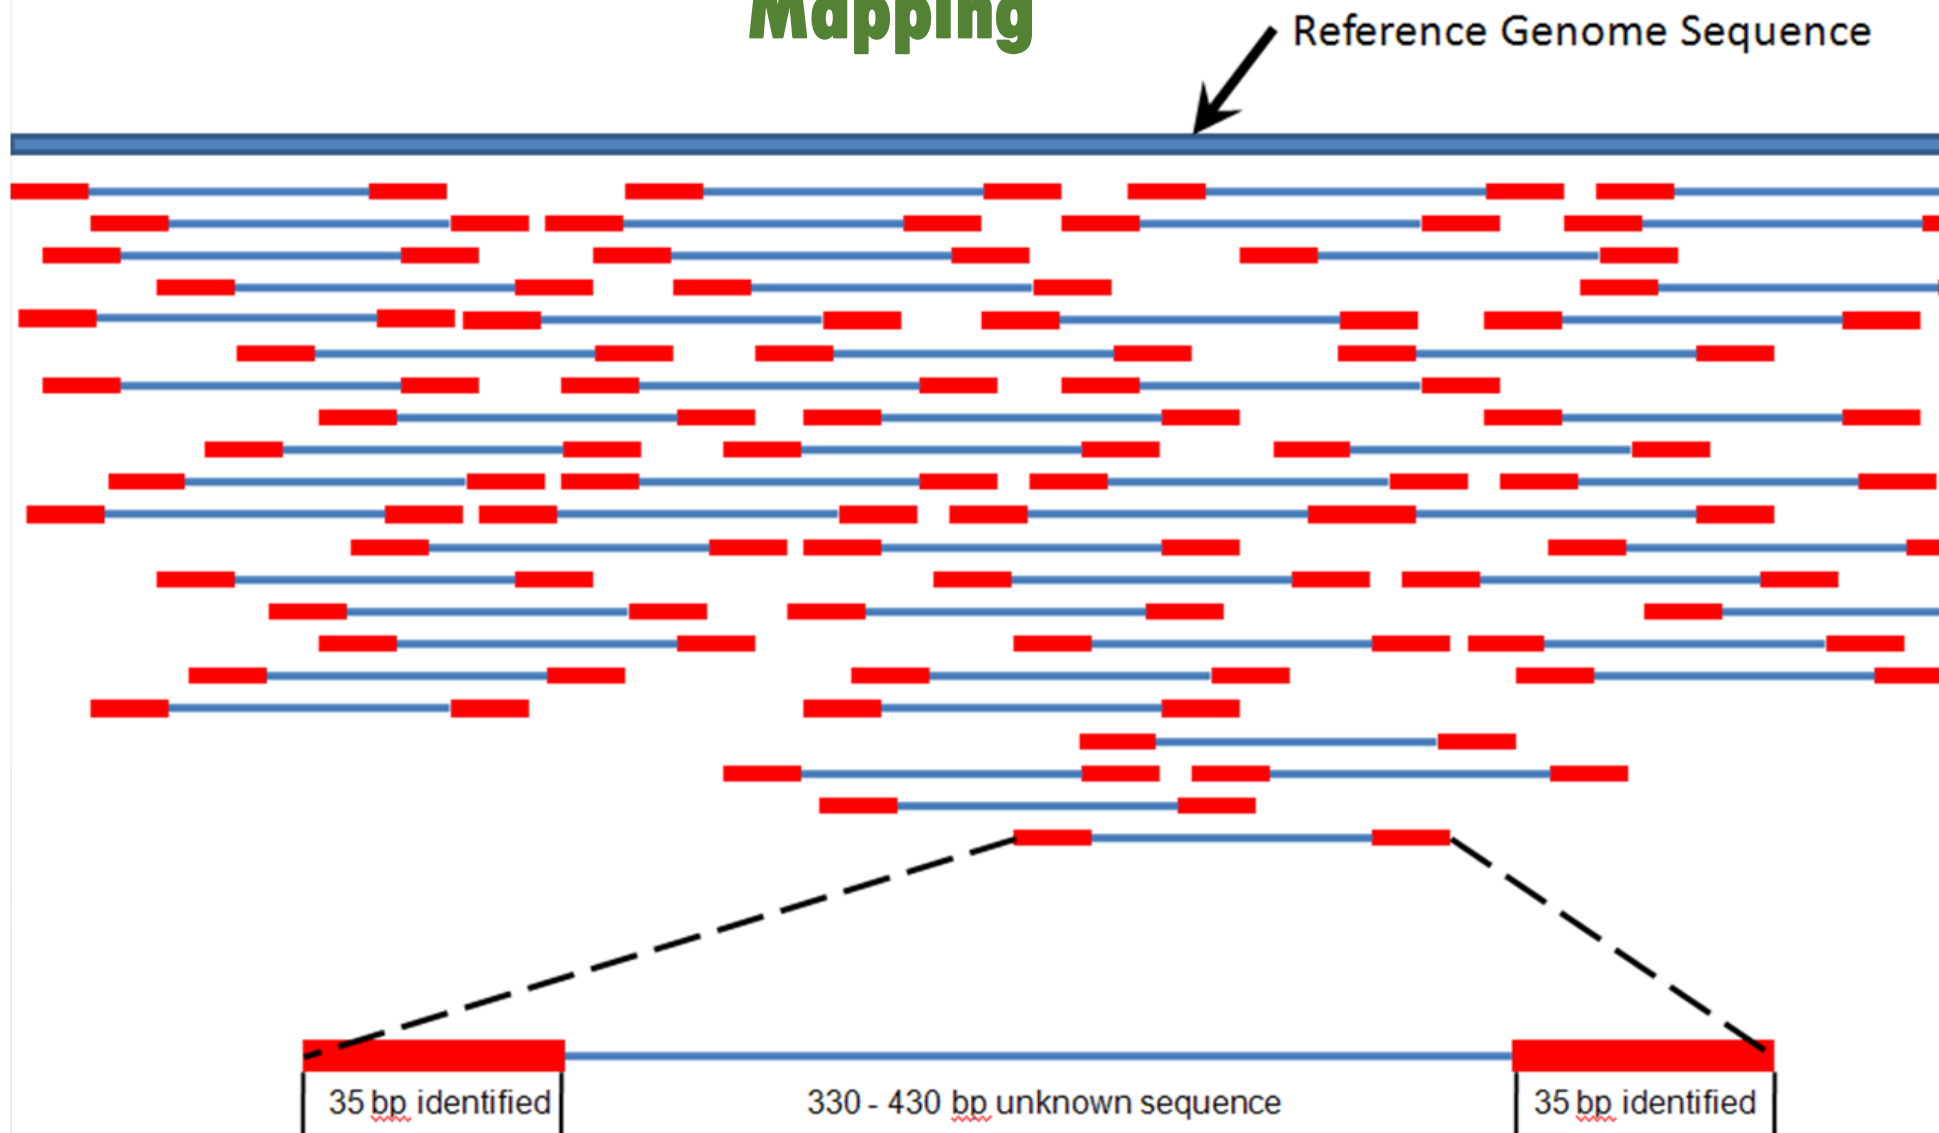 Mapping
Reference Genome Sequence
35 bp identified
330 - 430 bp unknown sequence
35 bp identified